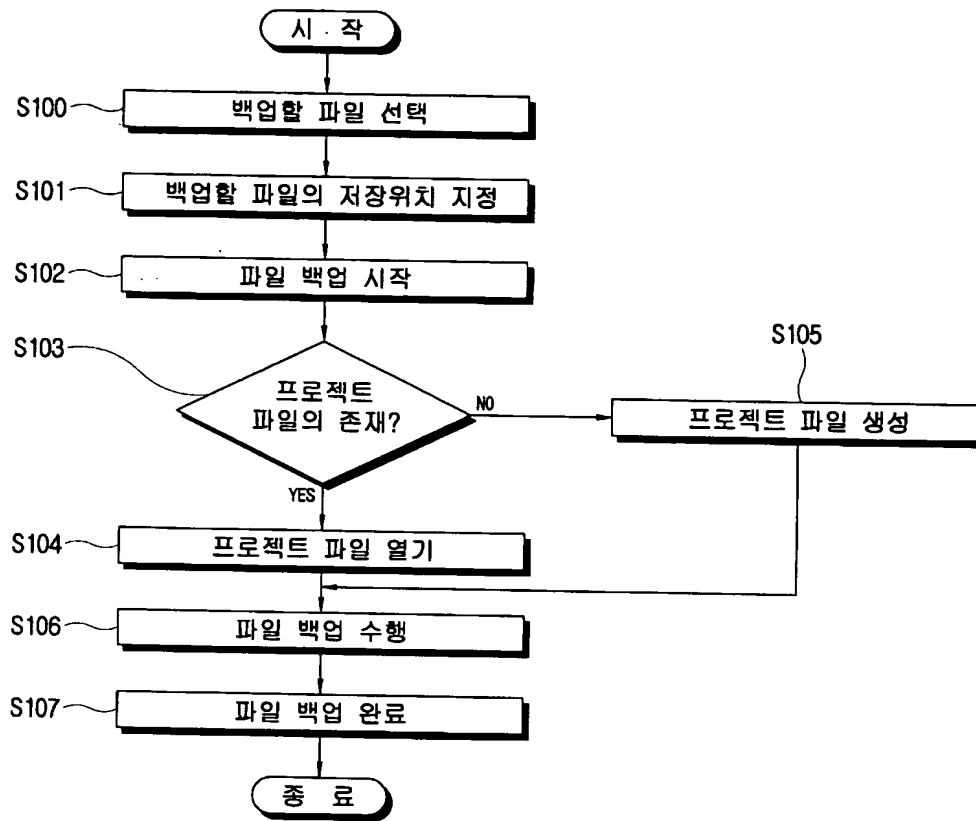 시 작
S100
백업할 파일 선택
S101
백업할 파일의 저장위치 지정
S102
파일 백업 시작
S103
프로젝트
파일의 존재?
NO
S105
프로젝트 파일 생성
YES
S104
프로젝트 파일 열기
S106
파일 백업 수행
S107
파일 백업 완료
종 료